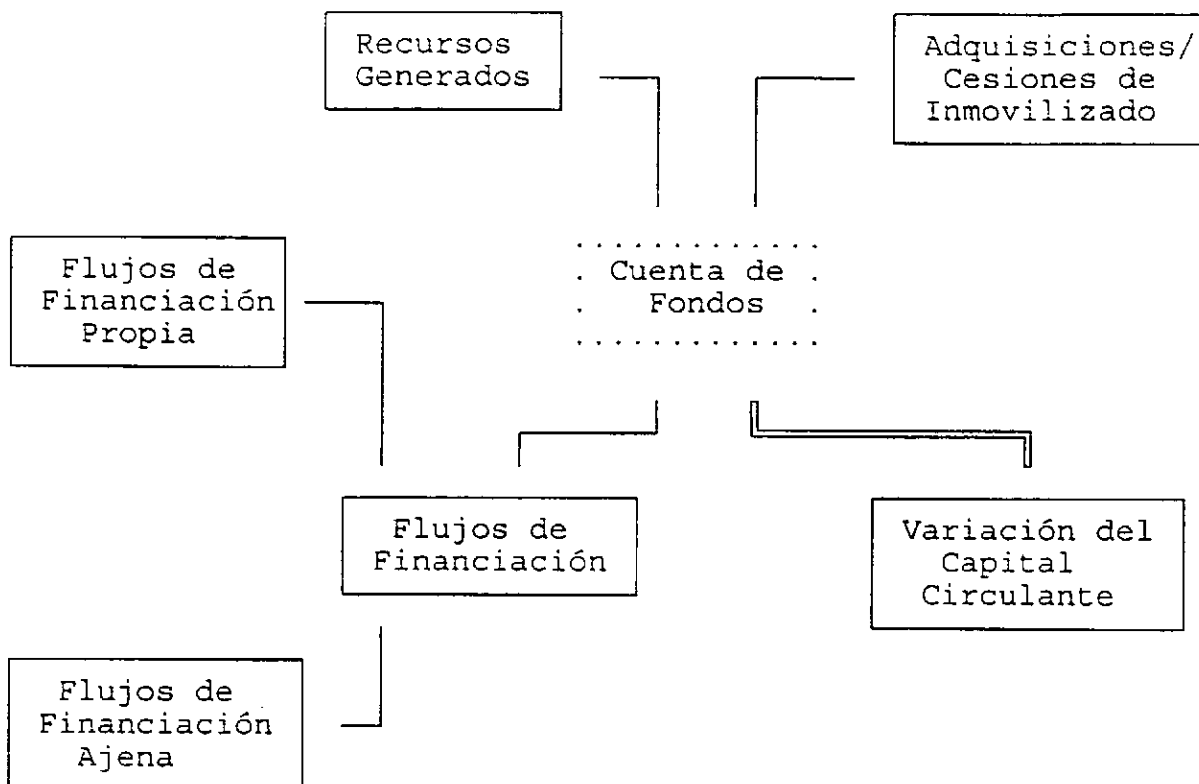 Recursos
Generados
Adquisiciones/
Cesiones de
Inmovilizado
Flujos de
Financiación
Propia
Cuenta de
Fondos
Flujos de
Financiación
Variación del
Capital
Circulante
Flujos de
Financiación
Ajena